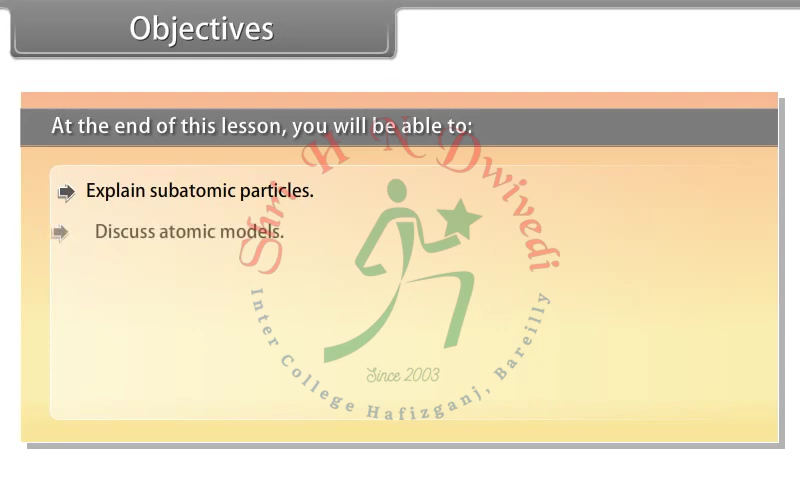 Objectives
At the end of this lesson, you will be able to:
Explain subatomic particles.
Discuss atomic models.
Shri H N Dwivedi
Since 2003
Inter College Hafizganj, Bareilly